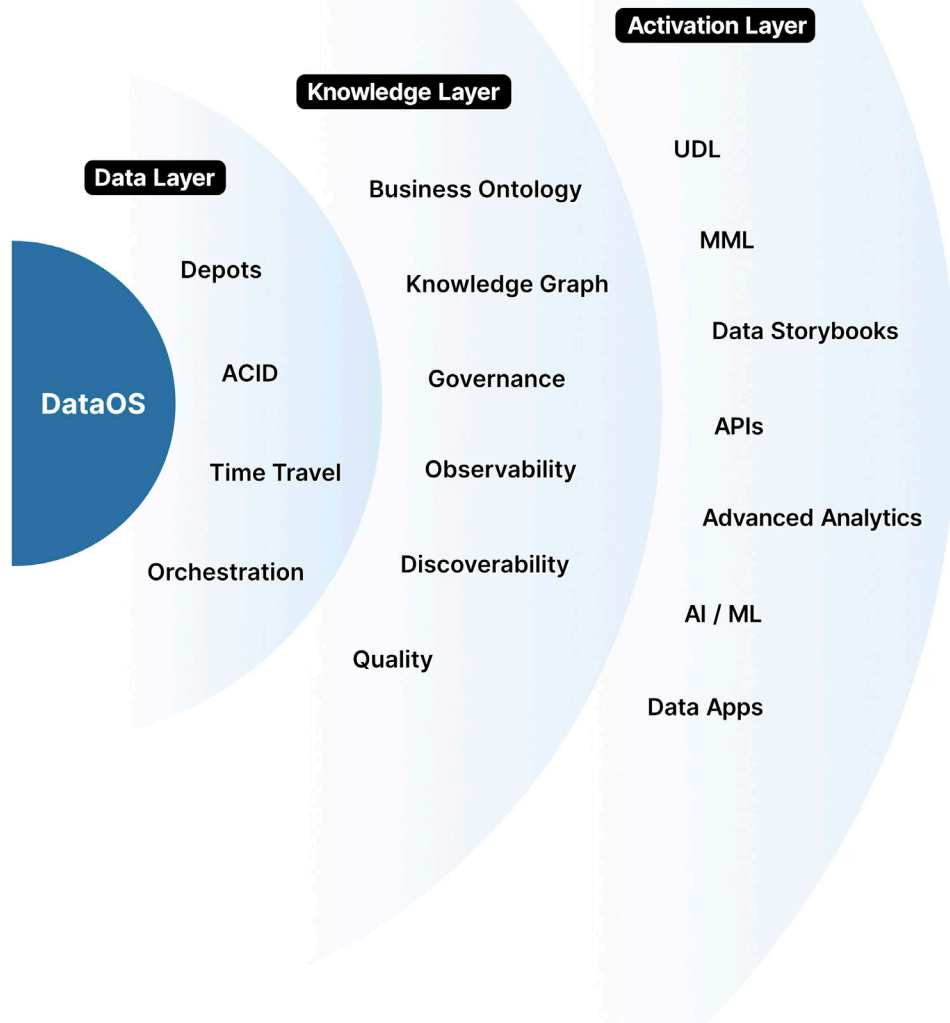 DataOS
Data Layer
Depots
ACID
Time Travel
Orchestration
Knowledge Layer
Business Ontology
Knowledge Graph
Governance
Observability
Discoverability
Quality
Activation Layer
UDL
MML
Data Storybooks
APIs
Advanced Analytics
AI / ML
Data Apps